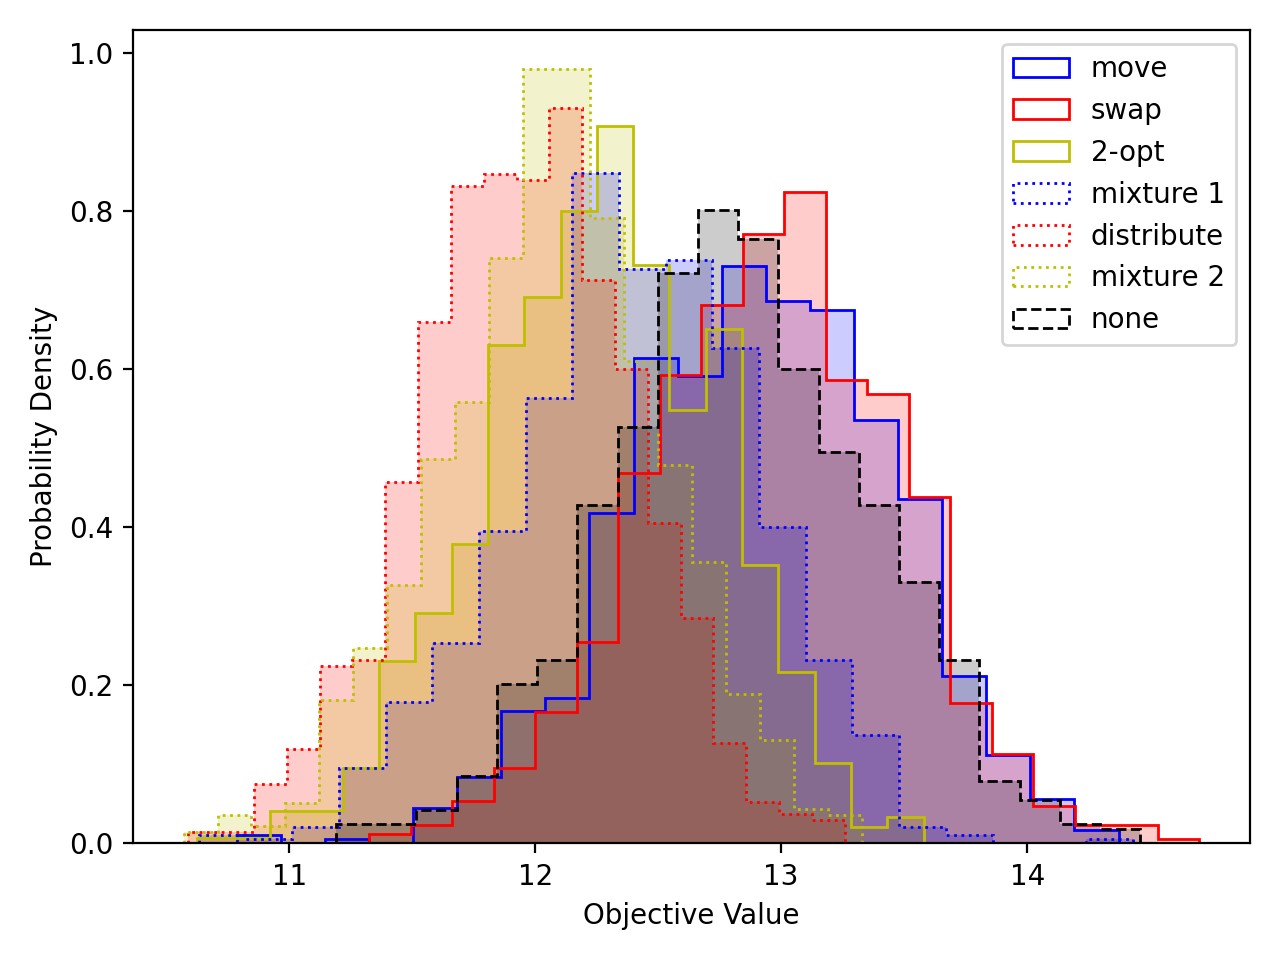 1.0
0.8
0.6
0.4
0.2
0.0
Probability Density
11
12
13
14
Objective Value
move
swap
2-opt
mixture 1
distribute
mixture 2
none